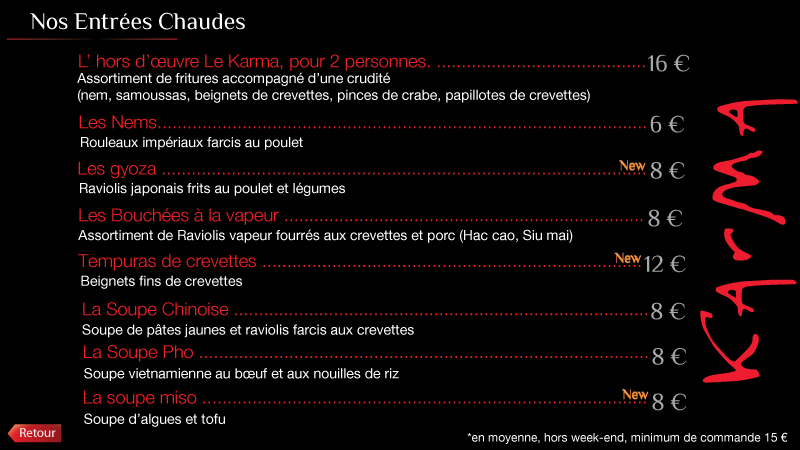 Nos Entrées Chaudes
L' hors d'œuvre Le Karma, pour 2 personnes. ........................................ 16 €
Assortiment de fritures accompagné d'une crudité
(nem, samoussas, beignets de crevettes, pinces de crabe, papillotes de crevettes)
Les Nems.......................................................................................... 6 €
Rouleaux impériaux farcis au poulet
Les gyoza .......................................................................................... New 8 €
Raviolis japonais frits au poulet et légumes
Les Bouchées à la vapeur .................................................................. 8 €
Assortiment de Raviolis vapeur fourrés aux crevettes et porc (Hac cao, Siu mai)
Tempuras de crevettes ...................................................................... New 12 €
Beignets fins de crevettes
La Soupe Chinoise ............................................................................ 8 €
Soupe de pâtes jaunes et raviolis farcis aux crevettes
La Soupe Pho .................................................................................... 8 €
Soupe vietnamienne au bœuf et aux nouilles de riz
La soupe miso .................................................................................... New 8 €
Soupe d'algues et tofu
KArMA
Retour
*en moyenne, hors week-end, minimum de commande 15 €